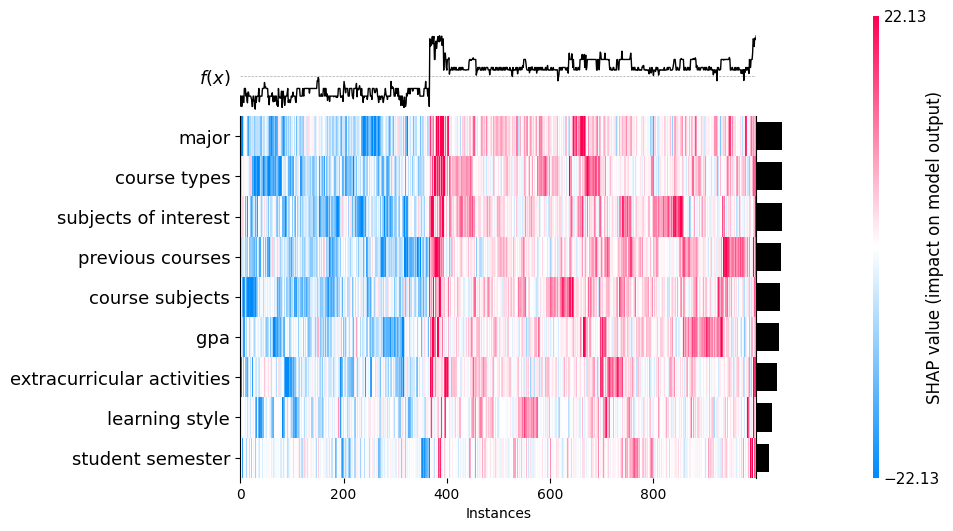 22.13
f(x)
major
course types
subjects of interest
previous courses
course subjects
gpa
extracurricular activities
learning style
student semester
0
200
400
600
800
Instances
−22.13
SHAP value (impact on model output)